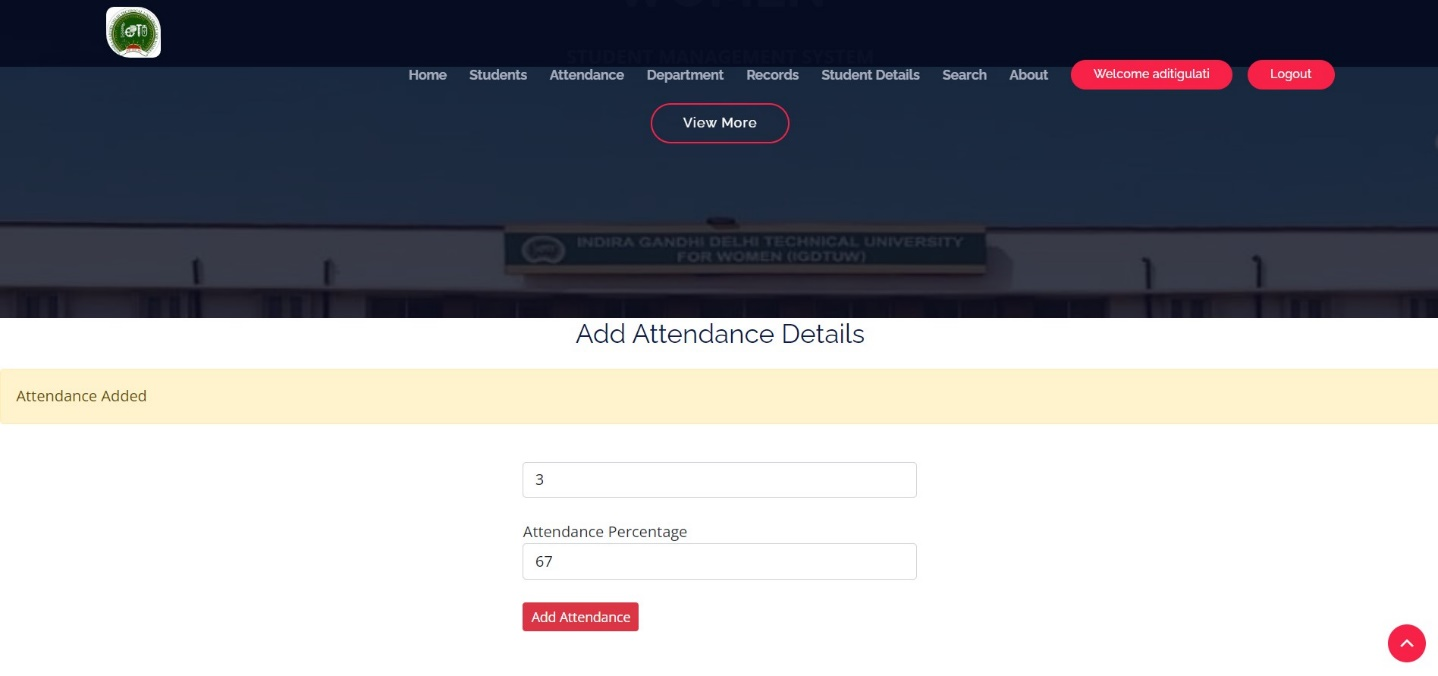 WOMEN
STUDENT MANAGEMENT SYSTEM
Home Students Attendance Department Records Student Details Search About Welcome aditigulati Logout
View More
INDIRA GANDHI DELHI TECHNICAL UNIVERSITY
FOR WOMEN (IGDTUW)
Add Attendance Details
Attendance Added
3
Attendance Percentage
67
Add Attendance